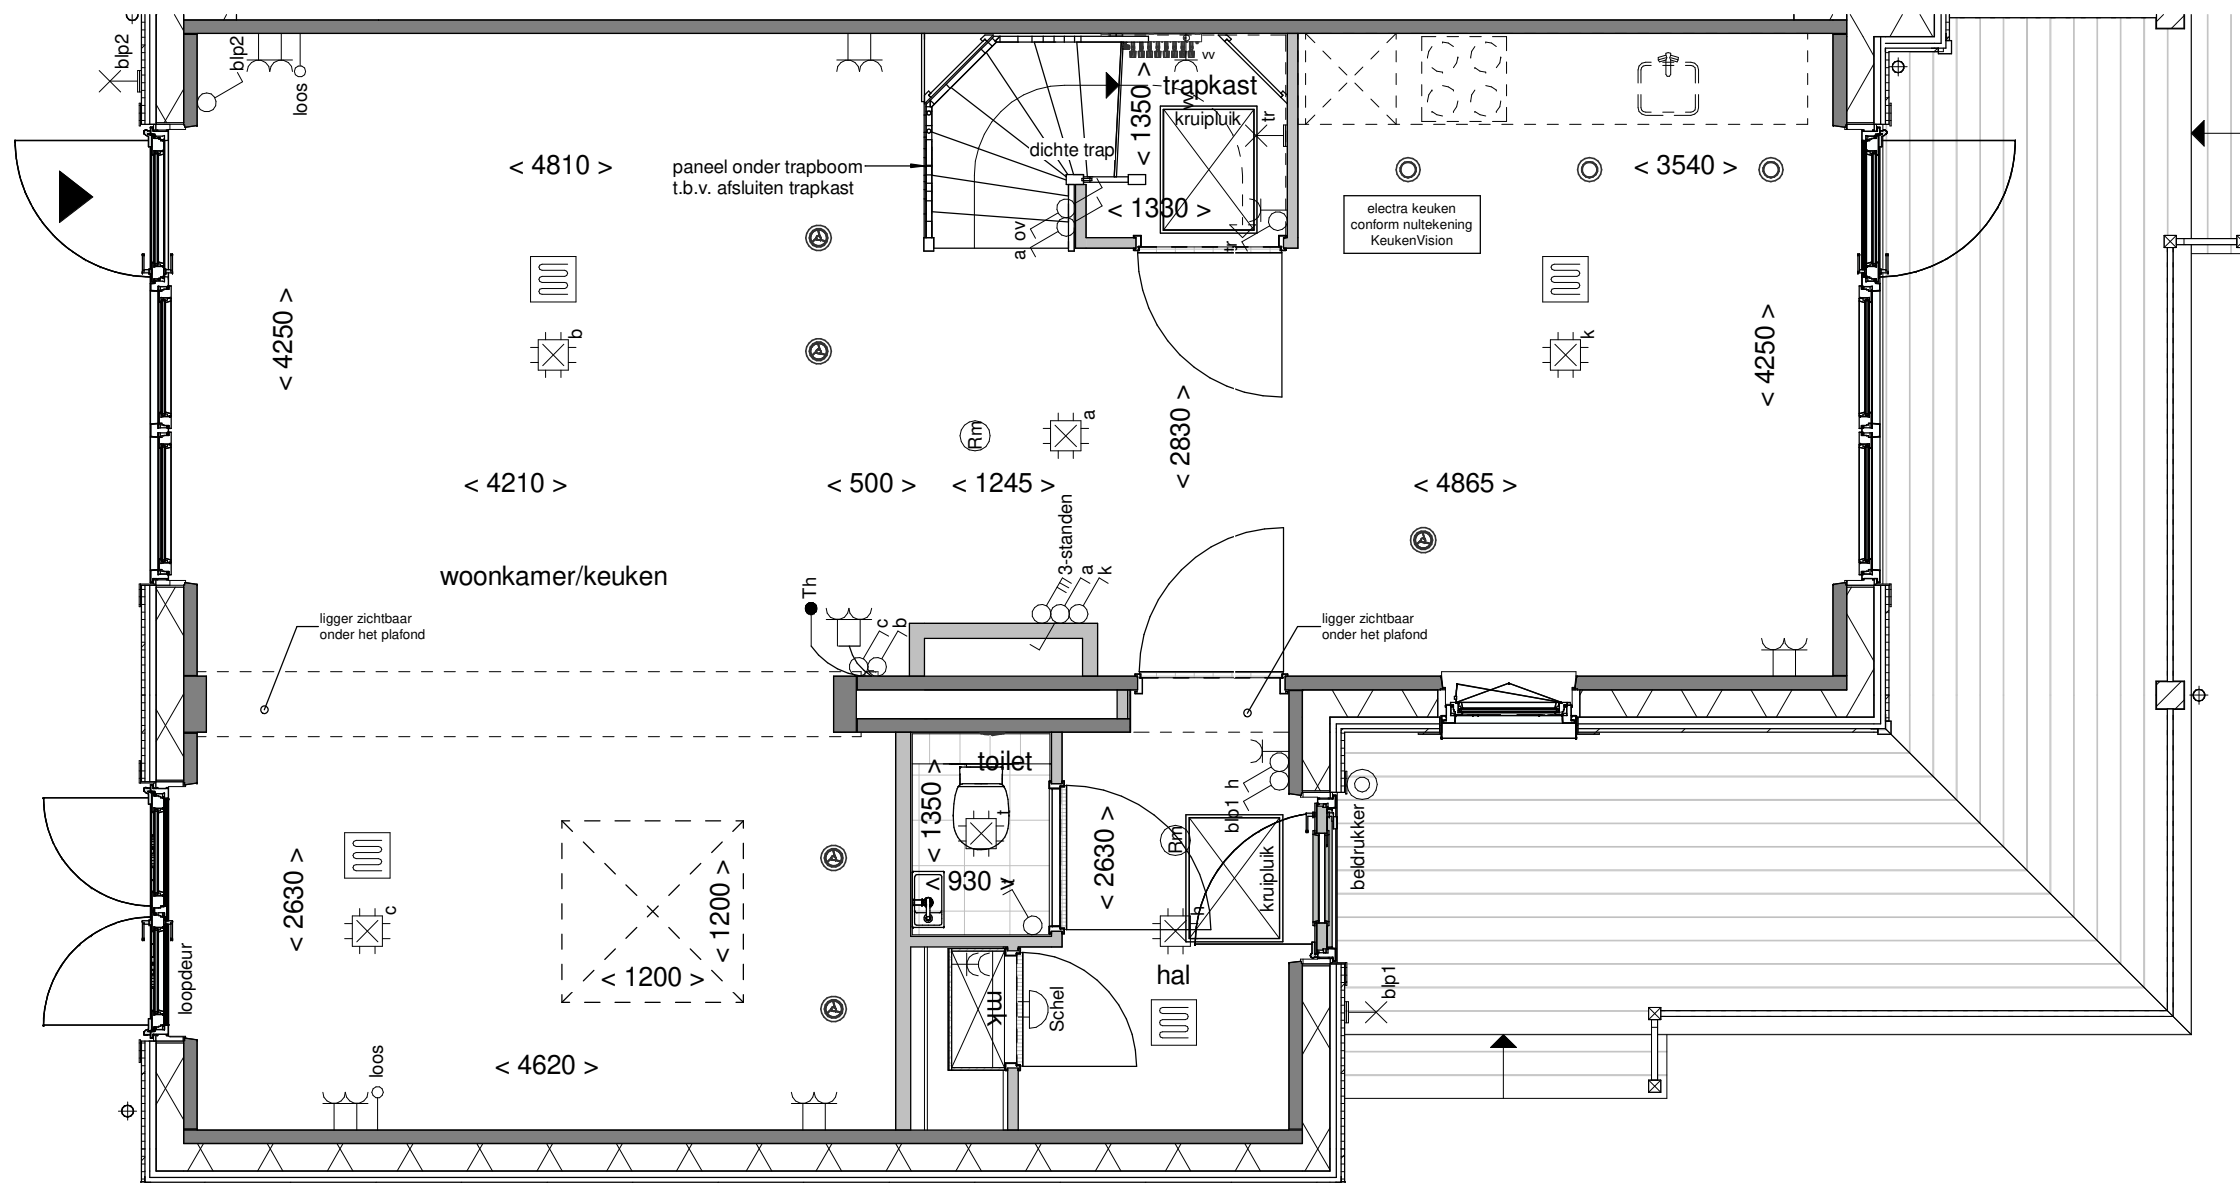 blp2
blp2
loos
vv
trapkast
< 1350 >
kruipluik
tr
dichte trap
< 4810 >
paneel onder trapboom
t.b.v. afsluiten trapkast
< 3540 >
< 1330 >
electra keuken
conform nultekening
KeukenVision
a ov
tr
< 4250 >
b
k
< 4250 >
Rm
a
< 2830 >
< 4210 >
< 500 >
< 1245 >
< 4865 >
3-standen
a
k
woonkamer/keuken
Th
c
b
ligger zichtbaar
onder het plafond
ligger zichtbaar
onder het plafond
toilet
< 1350 >
t
blp1 h
beldrukker
< 2630 >
c
< 1200 >
< 1200 >
< 930 >
< 2630 >
Rm
kruipluik
h
loopdeur
hal
mk
Schel
blp1
loos
< 4620 >